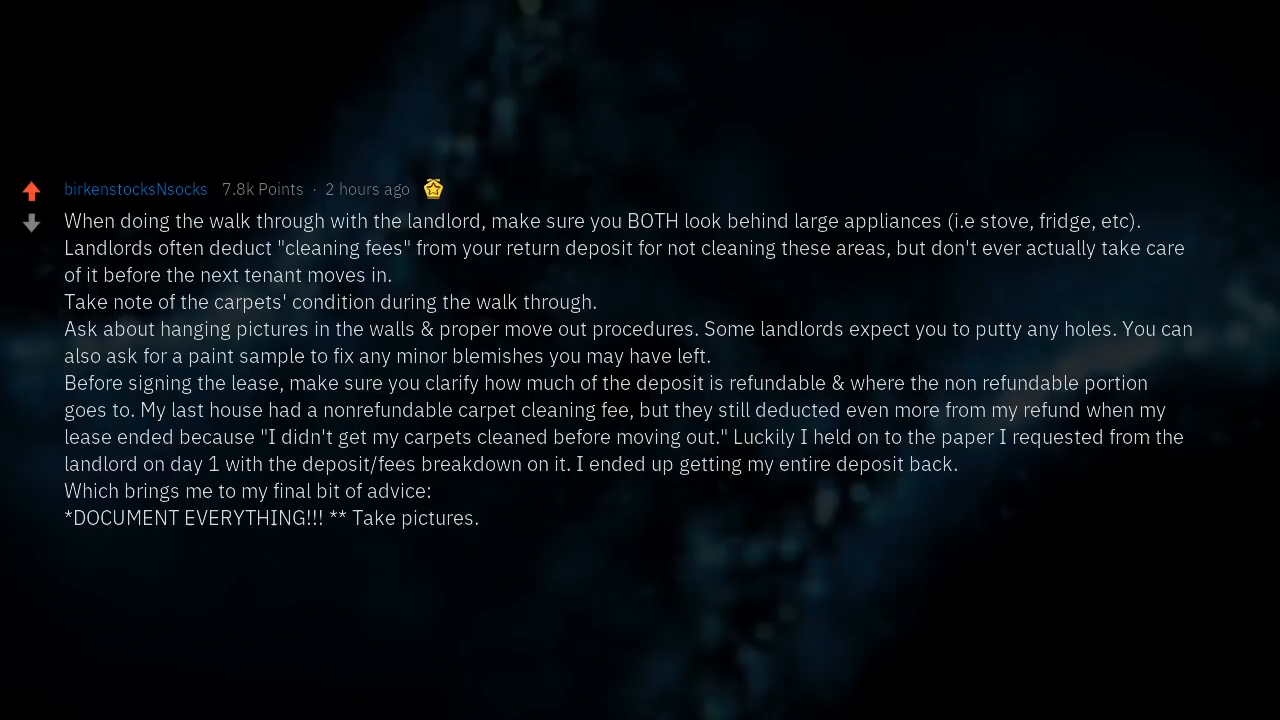 birkenstocksNsocks 7.8k Points · 2 hours ago
When doing the walk through with the landlord, make sure you BOTH look behind large appliances (i.e stove, fridge, etc).
Landlords often deduct "cleaning fees" from your return deposit for not cleaning these areas, but don't ever actually take care
of it before the next tenant moves in.
Take note of the carpets' condition during the walk through.
Ask about hanging pictures in the walls & proper move out procedures. Some landlords expect you to putty any holes. You can
also ask for a paint sample to fix any minor blemishes you may have left.
Before signing the lease, make sure you clarify how much of the deposit is refundable & where the non refundable portion
goes to. My last house had a nonrefundable carpet cleaning fee, but they still deducted even more from my refund when my
lease ended because "I didn't get my carpets cleaned before moving out." Luckily I held on to the paper I requested from the
landlord on day 1 with the deposit/fees breakdown on it. I ended up getting my entire deposit back.
Which brings me to my final bit of advice:
*DOCUMENT EVERYTHING!!! ** Take pictures.